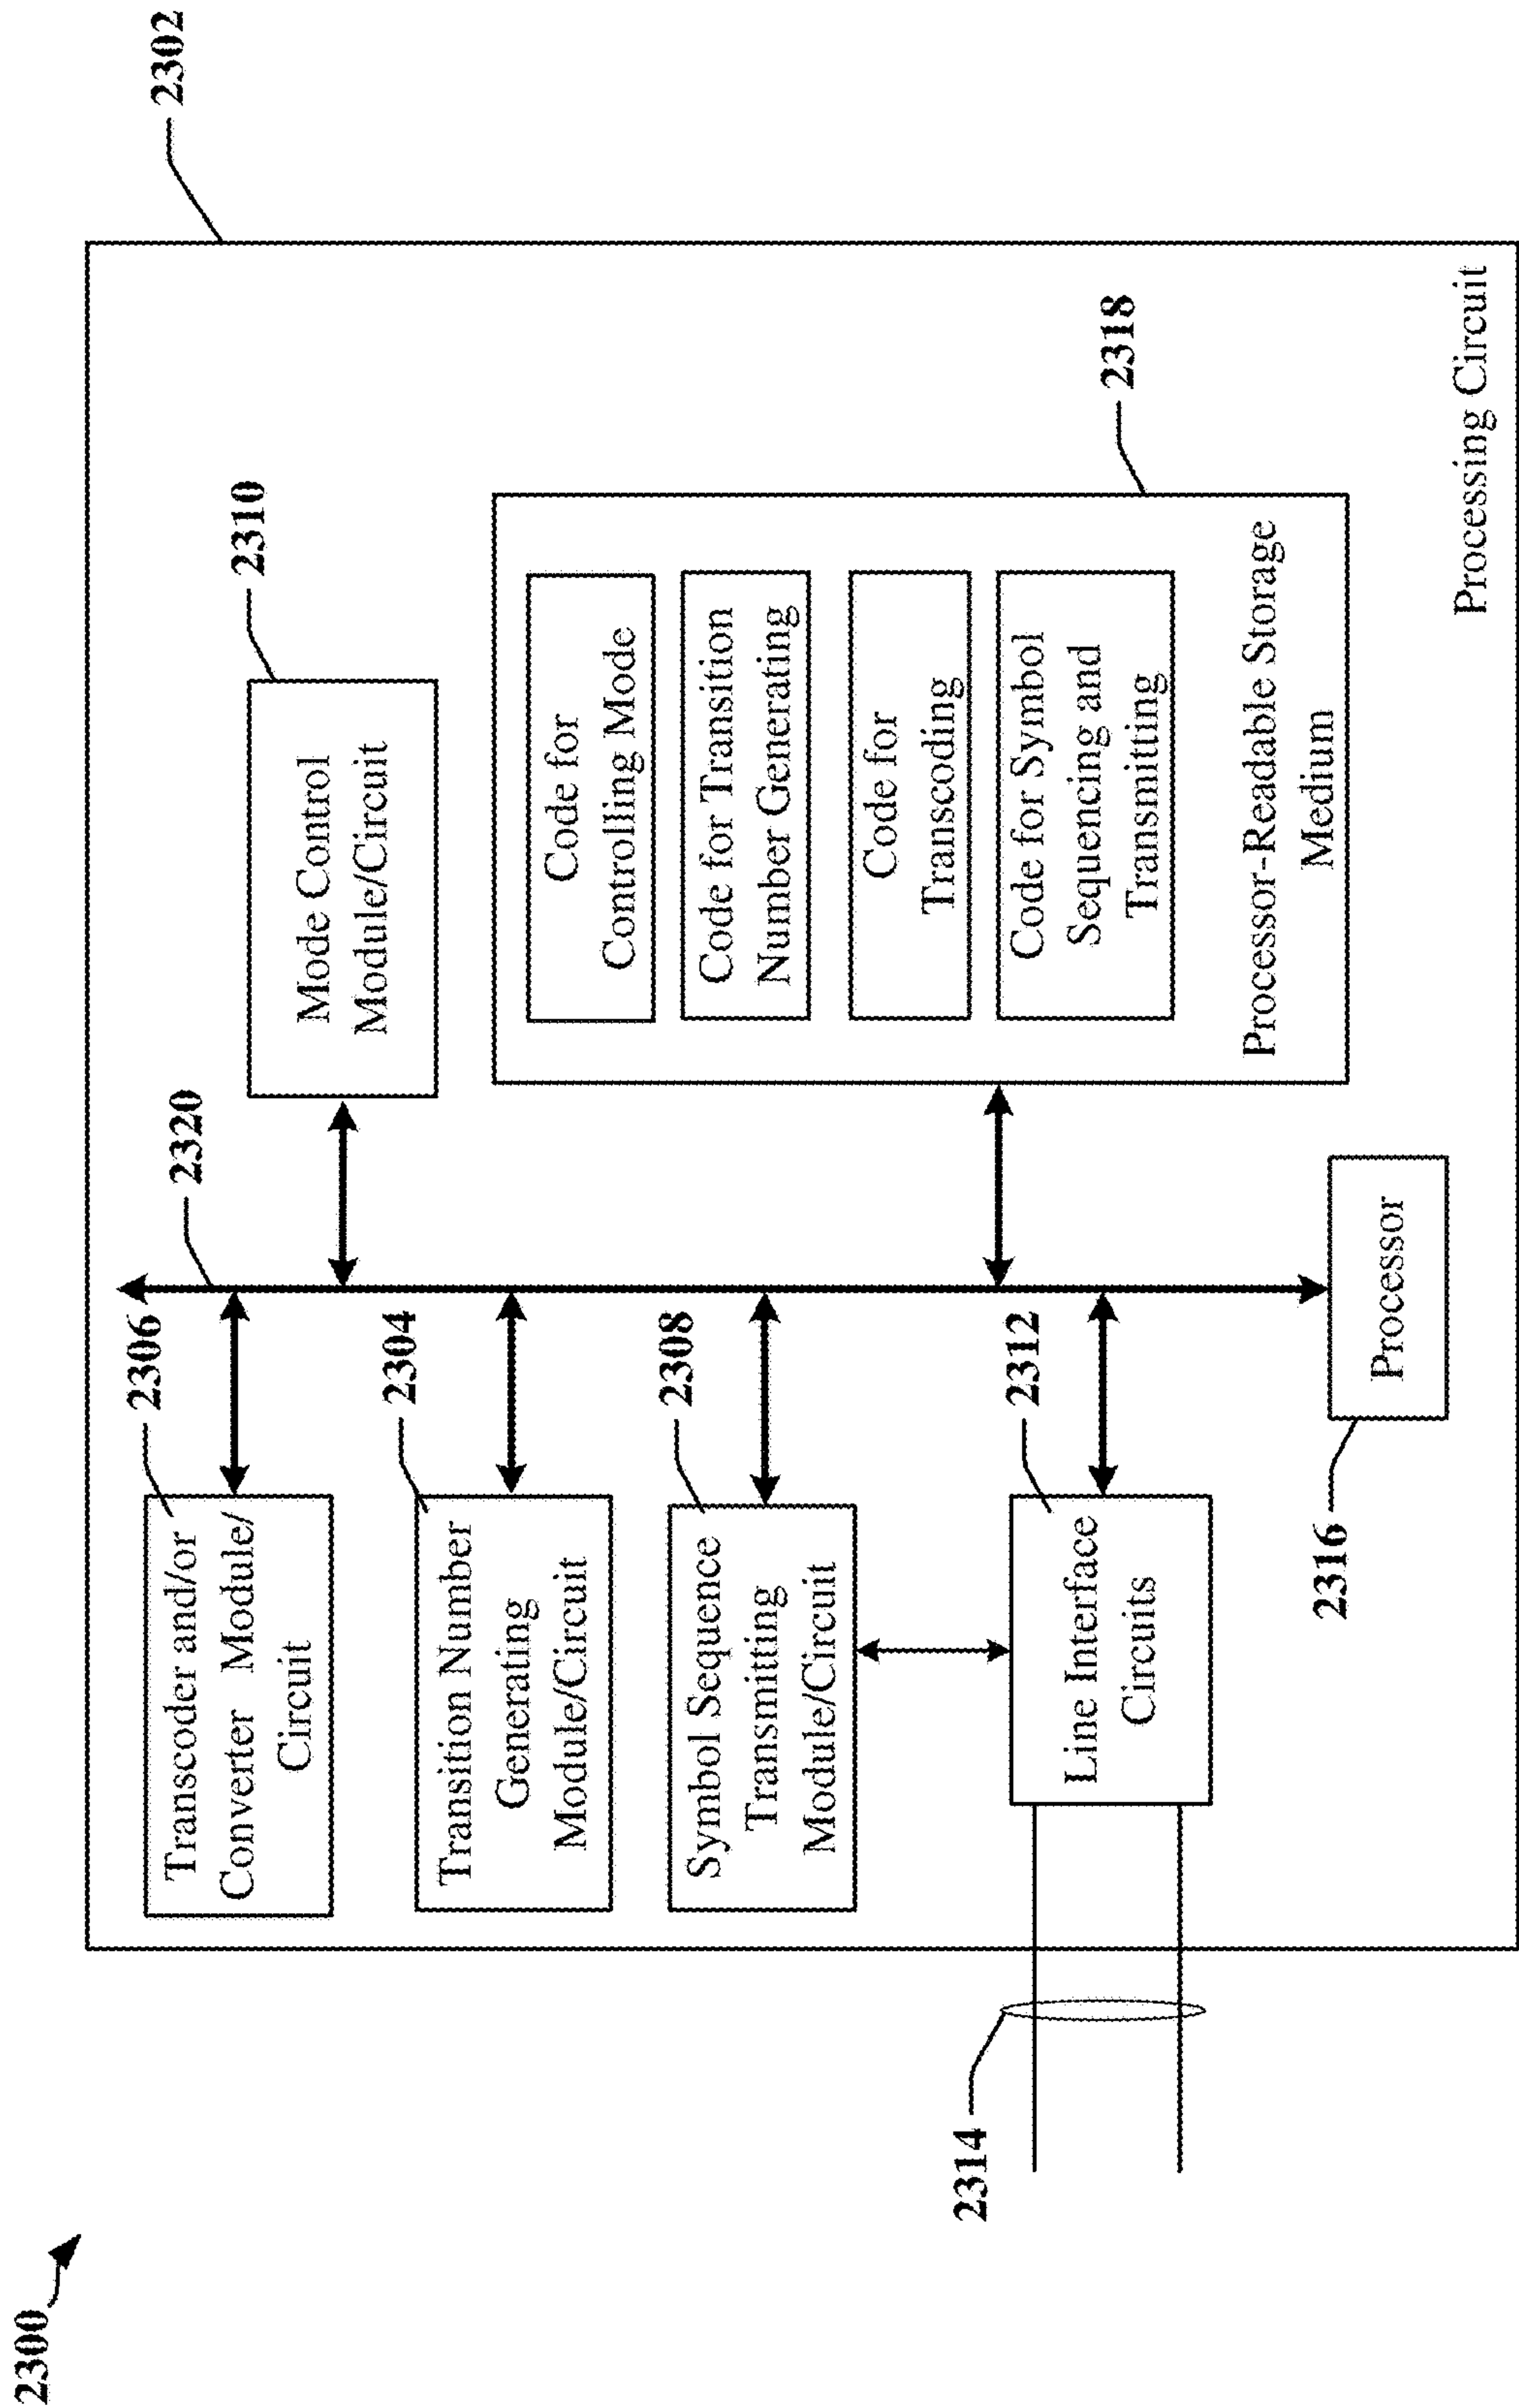 2300
2302
2306
Transcoder and/or
Converter Module/
Circuit
2320
2310
Mode Control
Module/Circuit
2304
Transition Number
Generating
Module/Circuit
2308
Symbol Sequence
Transmitting
Module/Circuit
2318
Code for
Controlling Mode
Code for Transition
Number Generating
Code for
Transcoding
Code for Symbol
Sequencing and
Transmitting
Processor-Readable Storage
Medium
2314
2312
Line Interface
Circuits
2316
Processor
Processing Circuit